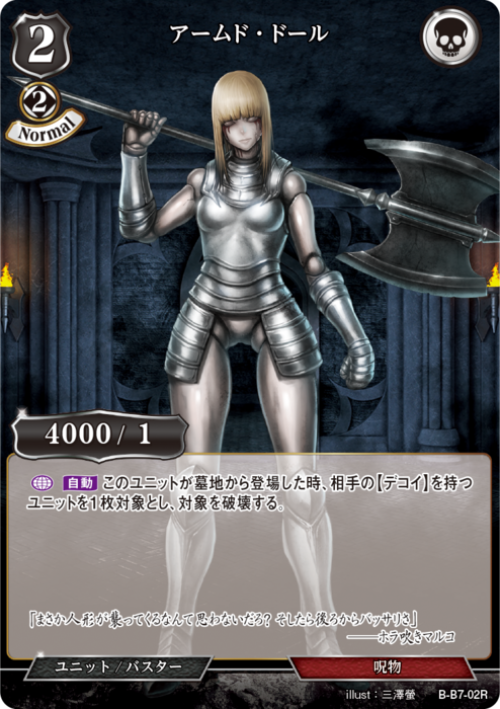 2
アームド・ドール
2
Normal
4000 / 1
自動 このユニットが墓地から登場した時、相手の【デコイ】を持つ
ユニットを1枚対象とし、対象を破壊する。
「まさか人形が襲ってくるなんて思わないだろ？そしたら後ろからバッサリさ」
――ホラ吹きマルコ
ユニット / バスター
呪物
illust：三澤螢
B-B7-02R